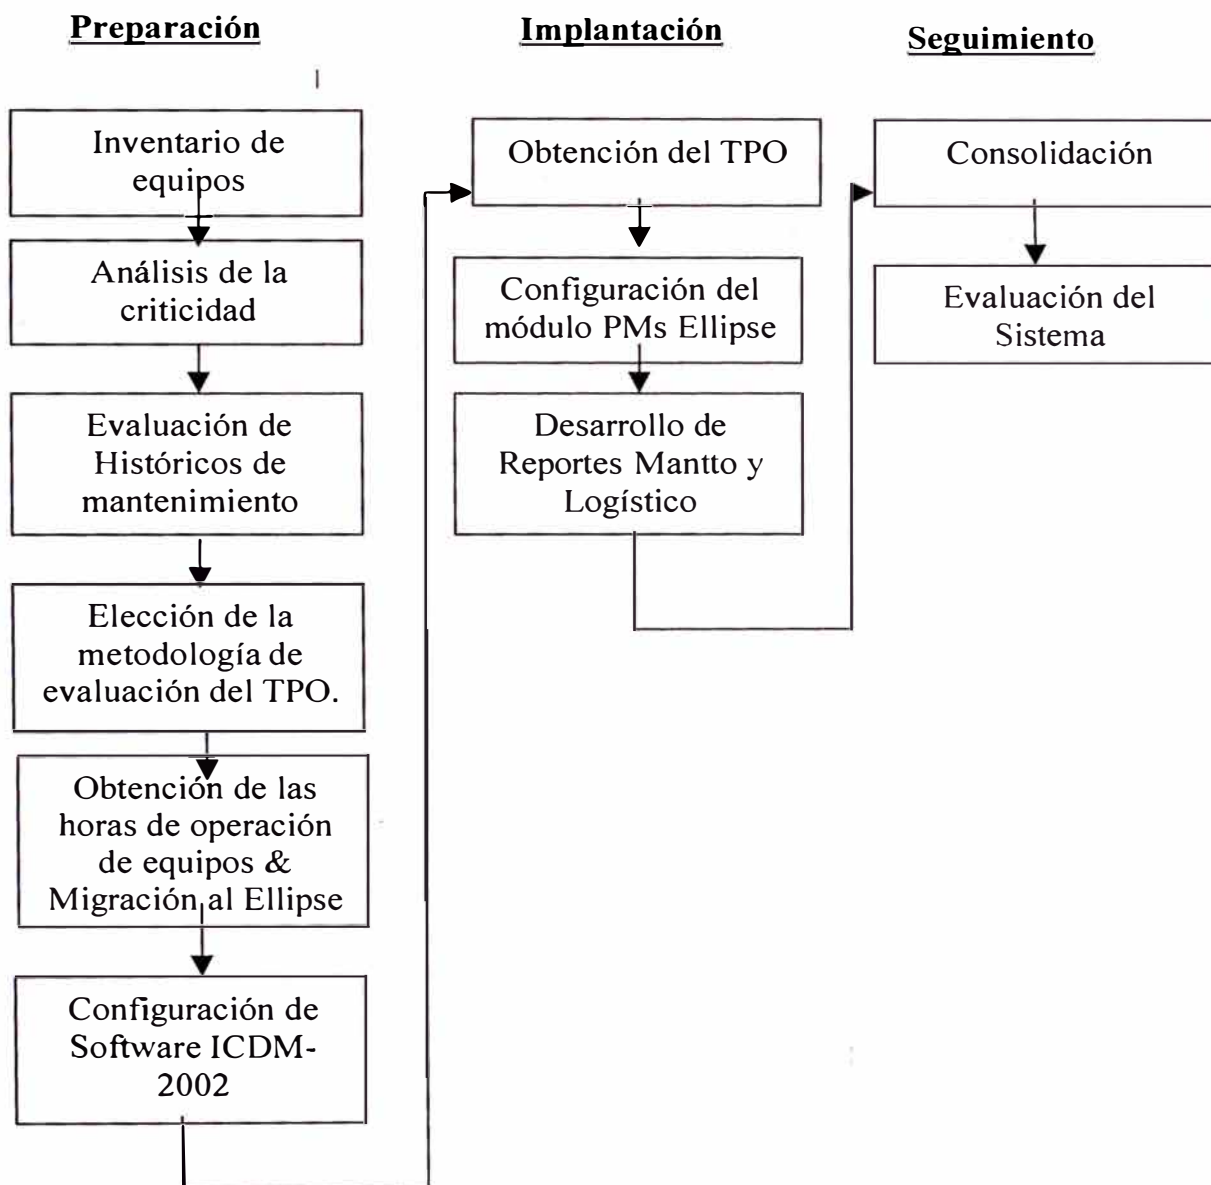 Preparación
Inventario de
equipos
Análisis de la
criticidad
Evaluación de
Históricos de
mantenimiento
Elección de la
metodología de
evaluación del TPO.
Obtención de las
horas de operación
de equipos &
Migración al Ellipse
Configuración de
Software ICDM-
2002
Implantación
Obtención del TPO
Configuración del
módulo PMs Ellipse
Desarrollo de
Reportes Mantto y
Logístico
Seguimiento
Consolidación
Evaluación del
Sistema